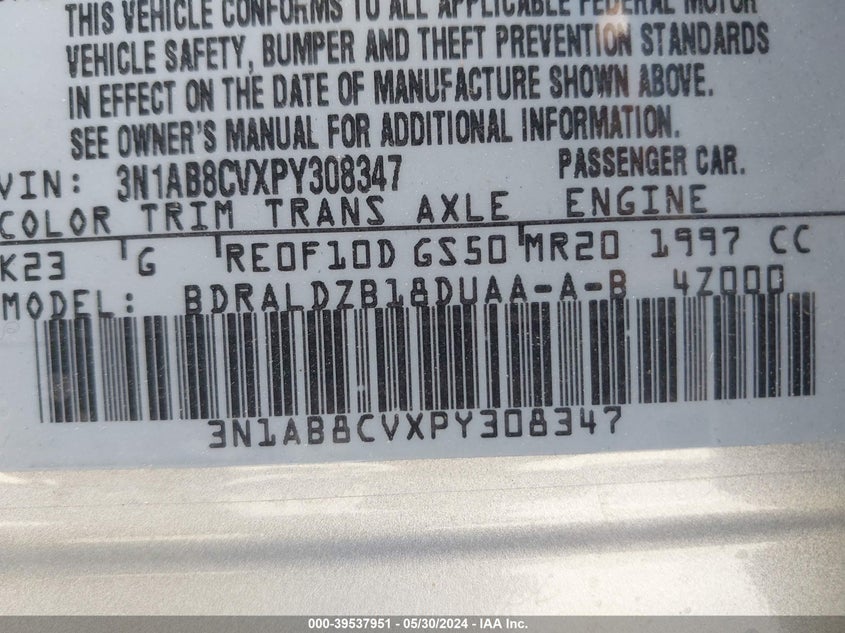 THIS VEHICLE CONFORMS TO ALL APPLICABLE FEDERAL MOTOR
VEHICLE SAFETY, BUMPER AND THEFT PREVENTION STANDARDS
IN EFFECT ON THE DATE OF MANUFACTURE SHOWN ABOVE.
SEE OWNER'S MANUAL FOR ADDITIONAL INFORMATION.
VIN: 3N1AB8CVXPY308347 PASSENGER CAR.
COLOR TRIM TRANS AXLE ENGINE
K23 G RE0F10D GS50 MR20 1997 CC
MODEL: BDRALDZB18DUAA-A-B 4Z000
3N1AB8CVXPY308347
000-39537951 - 05/30/2024 - IAA Inc.